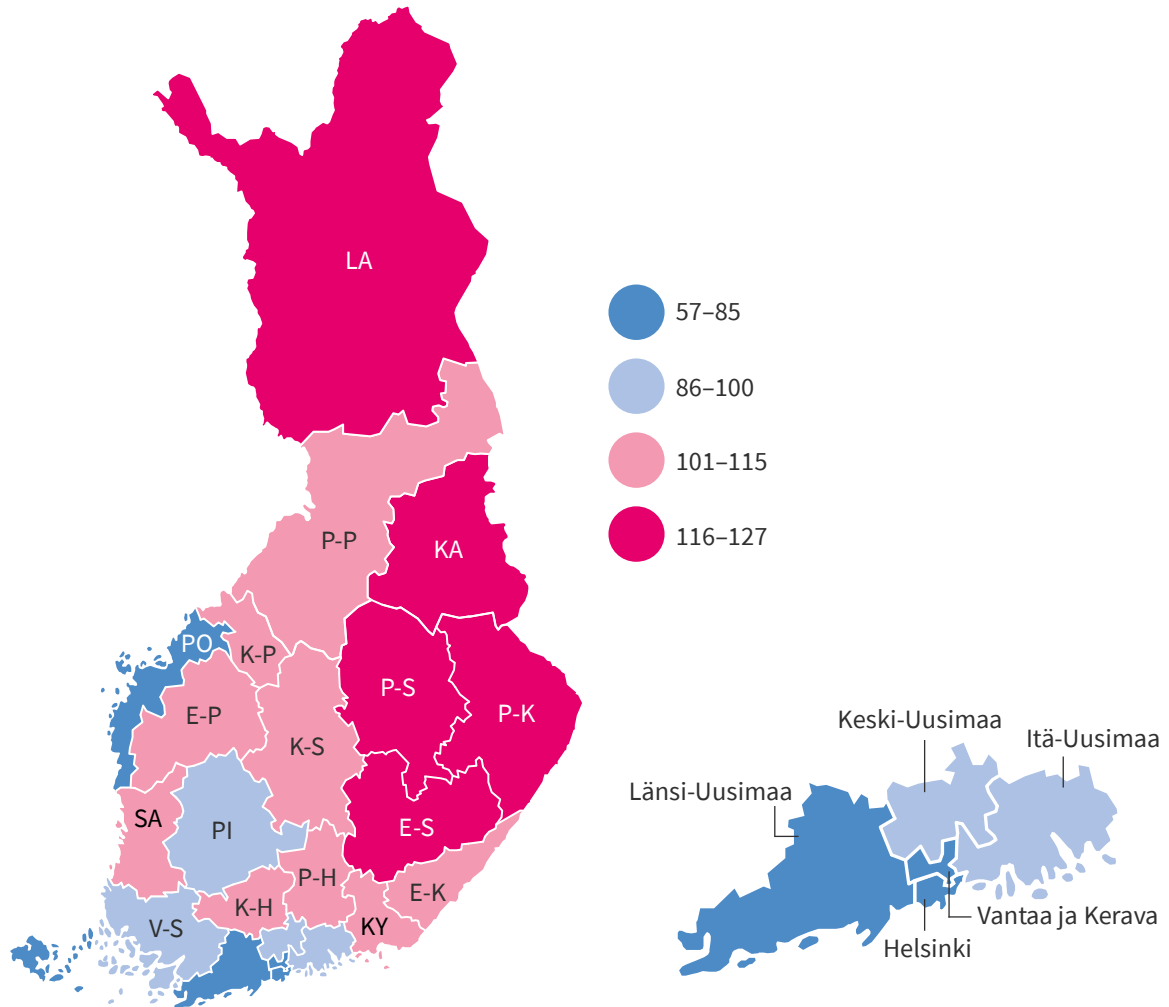 LA
57–85
86–100
101–115
116–127
P-P
KA
PO
K-P
P-S
P-K
E-P
K-S
SA
PI
E-S
P-H
E-K
K-H
V-S
KY
Keski-Uusimaa
Itä-Uusimaa
Länsi-Uusimaa
Vantaa ja Kerava
Helsinki